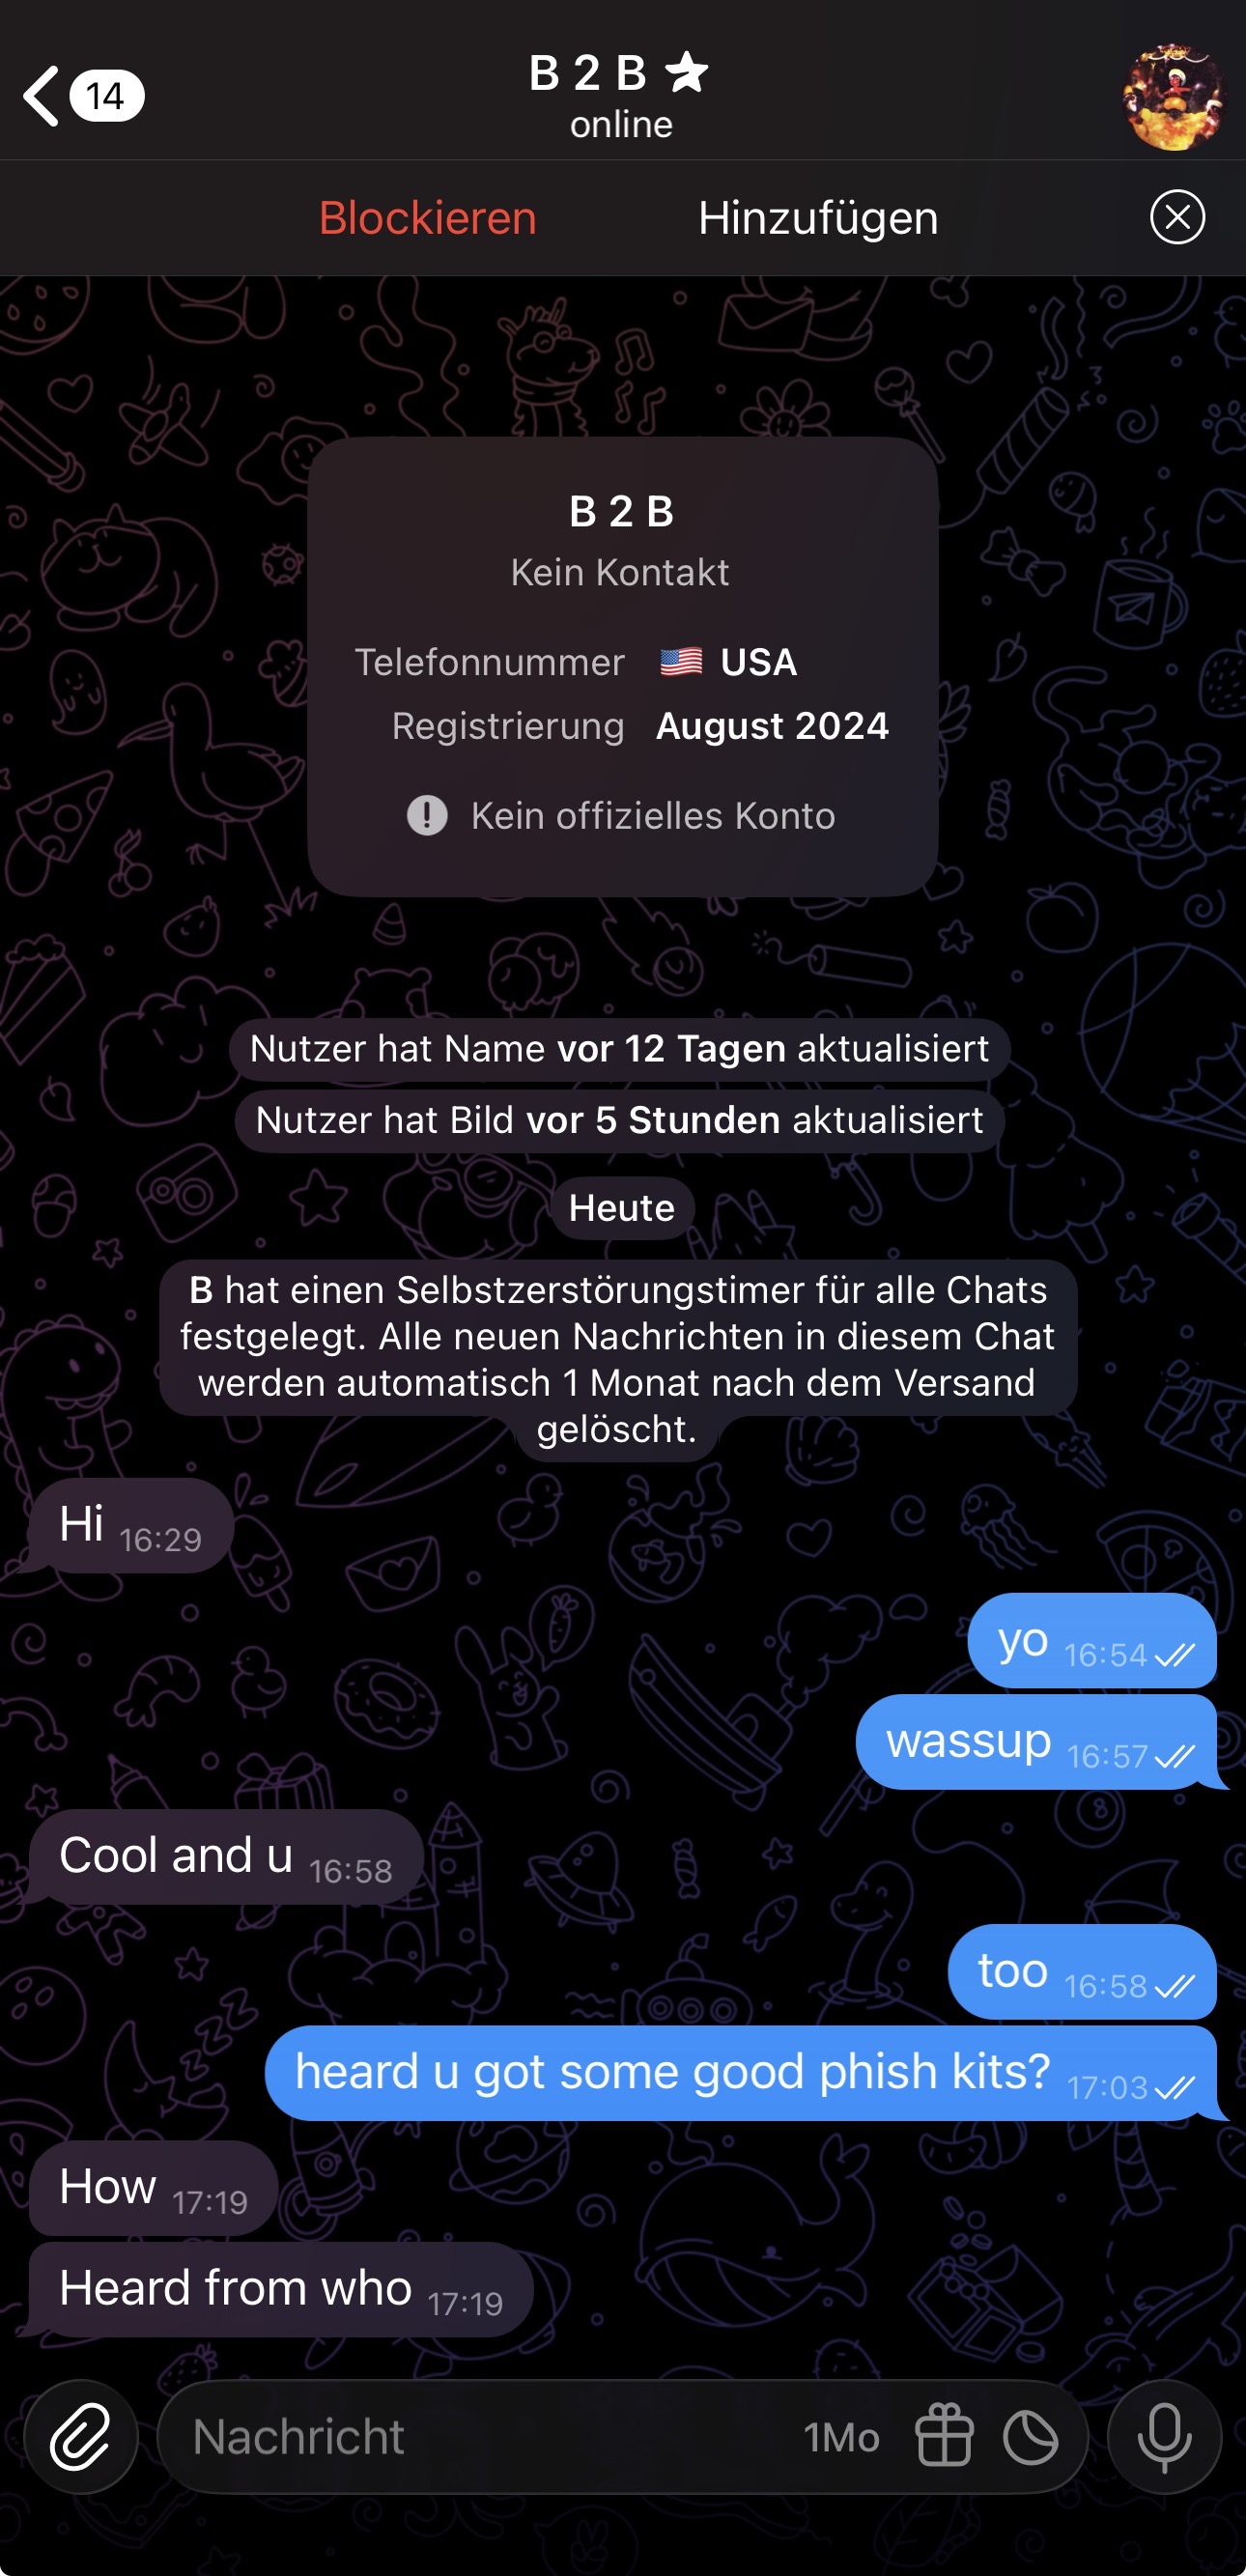 14
B 2 B
online
Blockieren
Hinzufügen
B 2 B
Kein Kontakt
Telefonnummer 🇺🇸 USA
Registrierung August 2024
Kein offizielles Konto
Nutzer hat Name vor 12 Tagen aktualisiert
Nutzer hat Bild vor 5 Stunden aktualisiert
Heute
B hat einen Selbstzerstörungstimer für alle Chats
festgelegt. Alle neuen Nachrichten in diesem Chat
werden automatisch 1 Monat nach dem Versand
gelöscht.
Hi 16:29
yo 16:54
wassup 16:57
Cool and u 16:58
too 16:58
heard u got some good phish kits? 17:03
How 17:19
Heard from who 17:19
Nachricht 1Mo